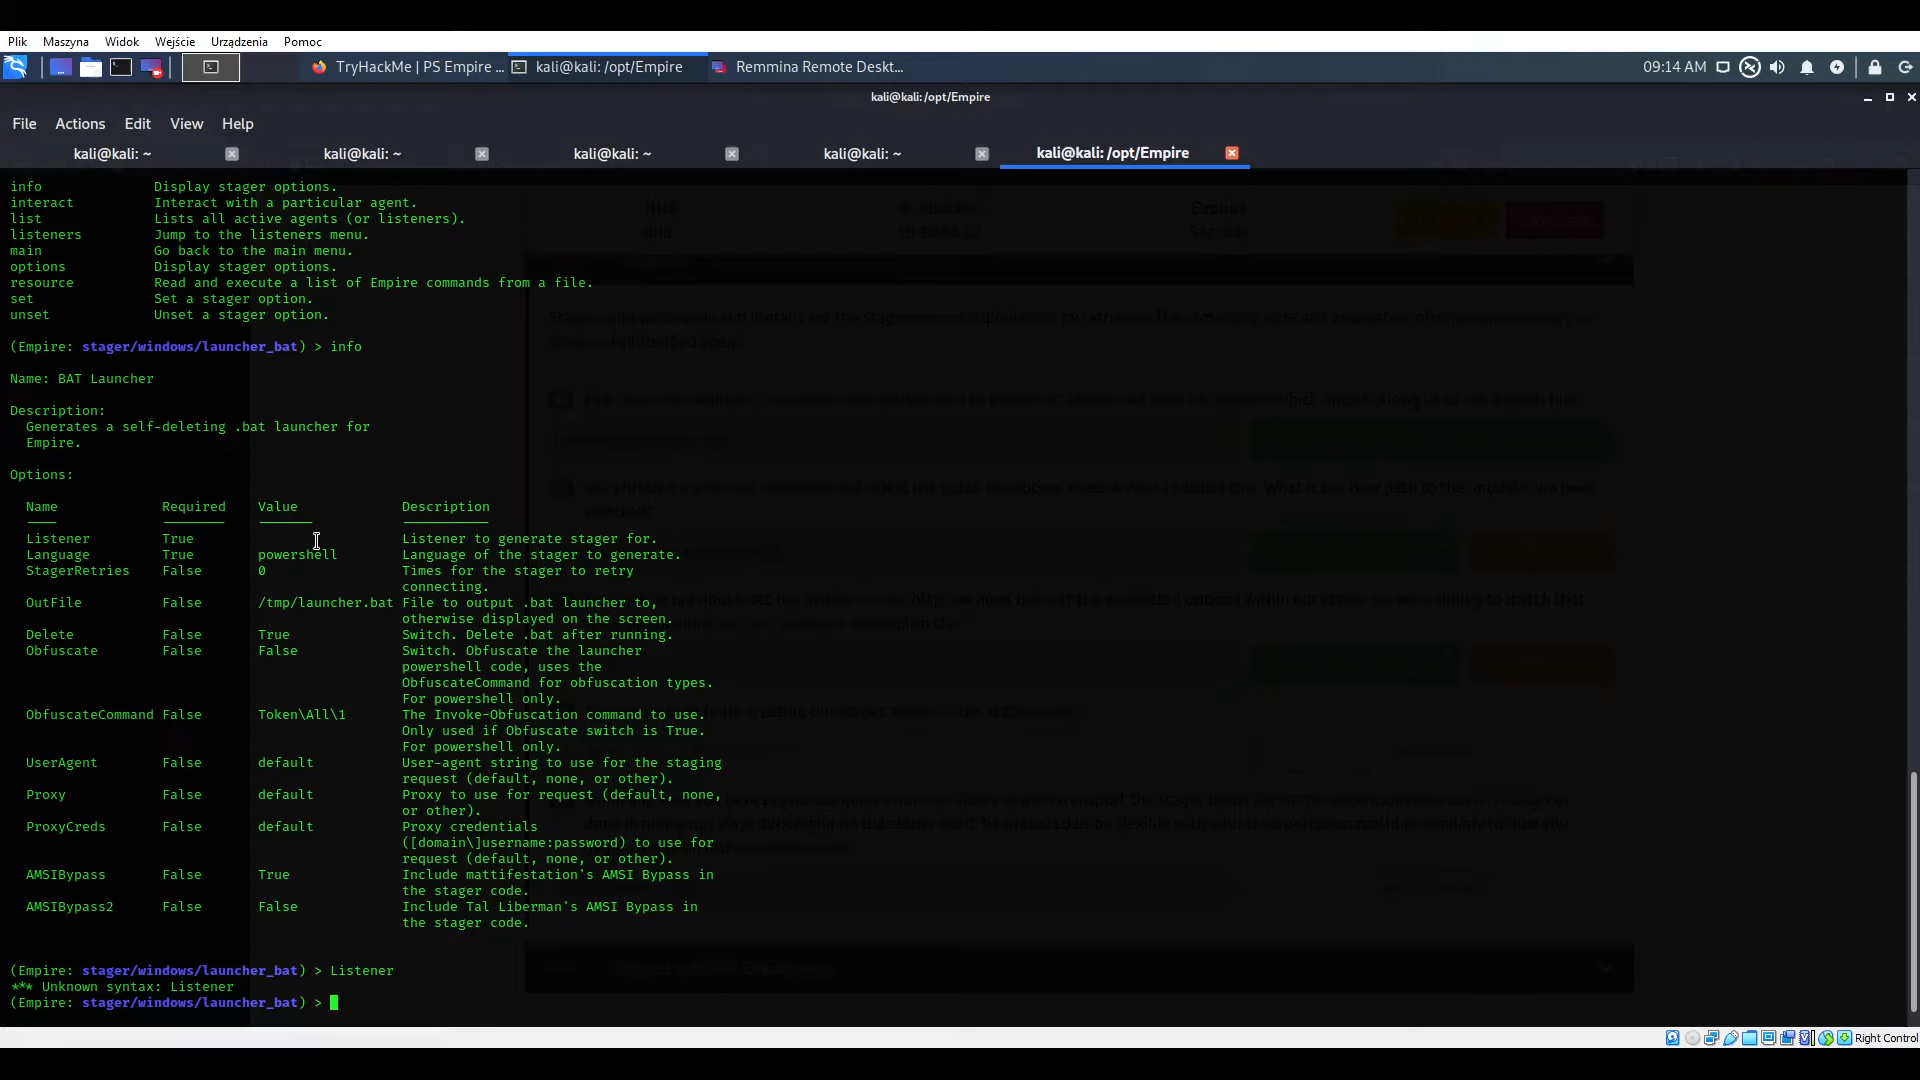 Plik Maszyna Widok Wejście Urządzenia Pomoc
TryHackMe | PS Empire ... kali@kali: /opt/Empire Remmina Remote Deskt... 09:14 AM
kali@kali:/opt/Empire
File Actions Edit View Help
kali@kali: ~ kali@kali: ~ kali@kali: ~ kali@kali: ~ kali@kali: /opt/Empire
info Display stager options.
interact Interact with a particular agent.
list Lists all active agents (or listeners).
listeners Jump to the listeners menu.
main Go back to the main menu.
options Display stager options.
resource Read and execute a list of Empire commands from a file.
set Set a stager option.
unset Unset a stager option.
(Empire: stager/windows/launcher_bat) > info
Name: BAT Launcher
Description:
Generates a self-deleting .bat launcher for
Empire.
Options:
Name Required Value Description
Listener True Listener to generate stager for.
Language True powershell Language of the stager to generate.
StagerRetries False 0 Times for the stager to retry
connecting.
OutFile False /tmp/launcher.bat File to output .bat launcher to,
otherwise displayed on the screen.
Delete False True Switch. Delete .bat after running.
Obfuscate False False Switch. Obfuscate the launcher
powershell code, uses the
ObfuscateCommand for obfuscation types.
For powershell only.
ObfuscateCommand False Token\All\1 The Invoke-Obfuscation command to use.
Only used if Obfuscate switch is True.
For powershell only.
UserAgent False default User-agent string to use for the staging
request (default, none, or other).
Proxy False default Proxy to use for request (default, none,
or other).
ProxyCreds False default Proxy credentials
([domain\]username:password) to use for
request (default, none, or other).
AMSIBypass False True Include mattifestation's AMSI Bypass in
the stager code.
AMSIBypass2 False False Include Tal Liberman's AMSI Bypass in
the stager code.
(Empire: stager/windows/launcher_bat) > Listener
*** Unknown syntax: Listener
(Empire: stager/windows/launcher_bat) >
Right Control